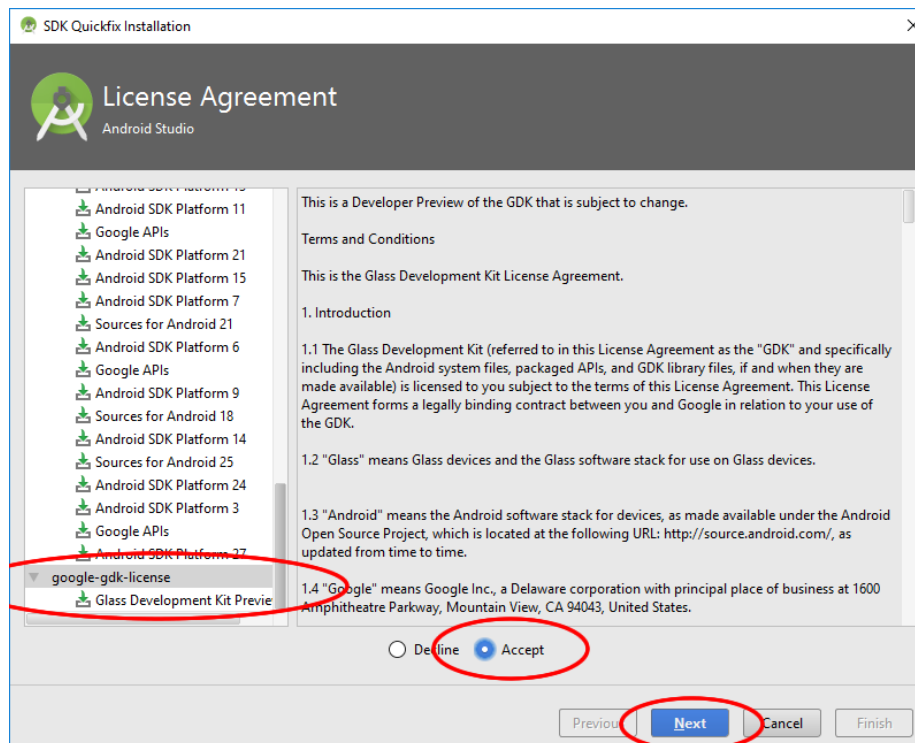 SDK Quickfix Installation
License Agreement
Android Studio
Android SDK Platform 11
Google APIs
Android SDK Platform 21
Android SDK Platform 15
Android SDK Platform 7
Sources for Android 21
Android SDK Platform 6
Google APIs
Android SDK Platform 9
Sources for Android 18
Android SDK Platform 14
Sources for Android 25
Android SDK Platform 24
Android SDK Platform 3
Google APIs
Android SDK Platform 27
google-gdk-license
Glass Development Kit Previe
This is a Developer Preview of the GDK that is subject to change.
Terms and Conditions
This is the Glass Development Kit License Agreement.
1. Introduction
1.1 The Glass Development Kit (referred to in this License Agreement as the "GDK" and specifically
including the Android system files, packaged APIs, and GDK library files, if and when they are
made available) is licensed to you subject to the terms of this License Agreement. This License
Agreement forms a legally binding contract between you and Google in relation to your use of
the GDK.
1.2 "Glass" means Glass devices and the Glass software stack for use on Glass devices.
1.3 "Android" means the Android software stack for devices, as made available under the Android
Open Source Project, which is located at the following URL: http://source.android.com/, as
updated from time to time.
1.4 "Google" means Google Inc., a Delaware corporation with principal place of business at 1600
Amphitheatre Parkway, Mountain View, CA 94043, United States.
Decline Accept
Previous Next Cancel Finish